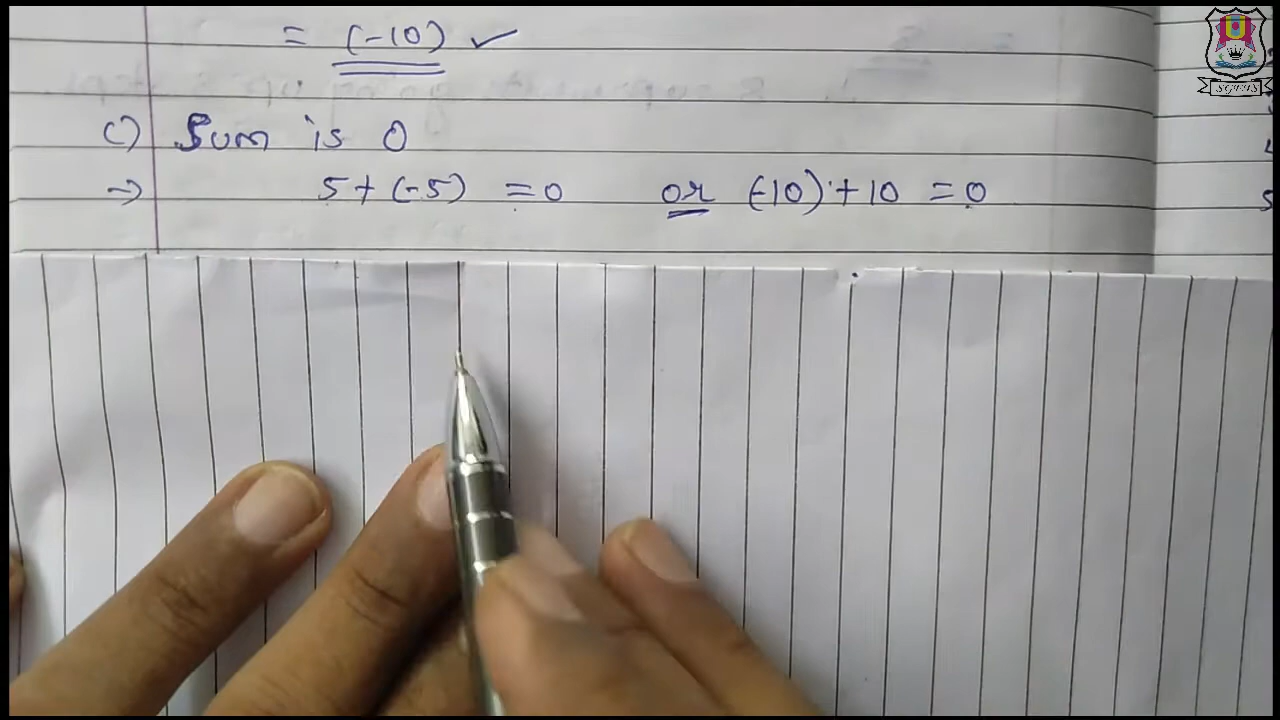 = (-10) ✓
c) Sum is 0
→ 5 + (-5) = 0 or (-10) + 10 = 0